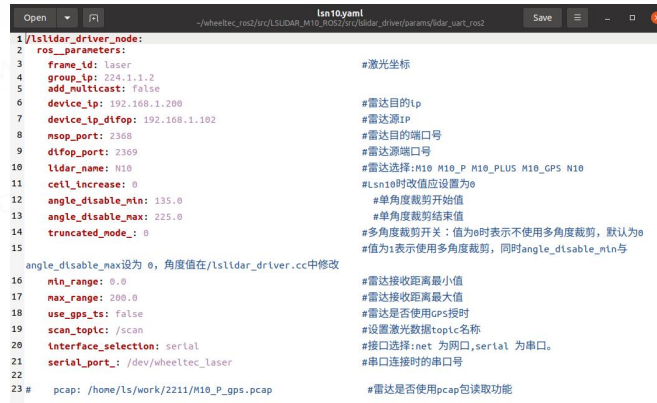 Open
lsn10.yaml
~/wheeltec_ros2/src/LSLIDAR_M10_ROS2/src/lslidar_driver/params/lidar_uart_ros2
Save
1 /lslidar_driver_node:
2 ros__parameters:
3 frame_id: laser #激光坐标
4 group_ip: 224.1.1.2
5 add_multicast: false
6 device_ip: 192.168.1.200 #雷达目的ip
7 device_ip_difop: 192.168.1.102 #雷达源IP
8 msop_port: 2368 #雷达目的端口号
9 difop_port: 2369 #雷达源端口号
10 lidar_name: N10 #雷达选择:M10 M10_P M10_PLUS M10_GPS N10
11 ceil_increase: 0 #Lsn10时改值应设置为0
12 angle_disable_min: 135.0 #单角度裁剪开始值
13 angle_disable_max: 225.0 #单角度裁剪结束值
14 truncated_mode_: 0 #多角度裁剪开关：值为0时表示不使用多角度裁剪，默认为0
15 #值为1表示使用多角度裁剪，同时angle_disable_min与
angle_disable_max设为 0，角度值在/lslidar_driver.cc中修改
16 min_range: 0.0 #雷达接收距离最小值
17 max_range: 200.0 #雷达接收距离最大值
18 use_gps_ts: false #雷达是否使用GPS授时
19 scan_topic: /scan #设置激光数据topic名称
20 interface_selection: serial #接口选择:net 为网口,serial 为串口。
21 serial_port_: /dev/wheeltec_laser #串口连接时的串口号
22
23 # pcap: /home/ls/work/2211/M10_P_gps.pcap #雷达是否使用pcap包读取功能